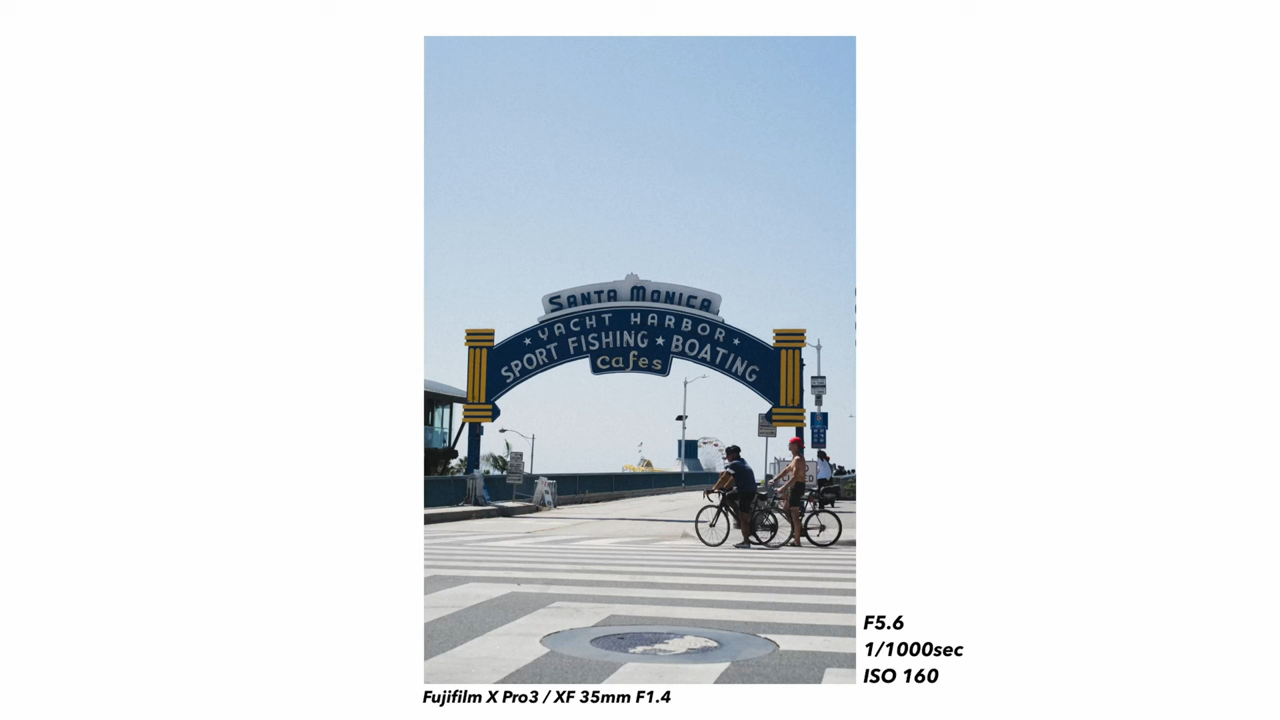 SANTA MONICA
YACHT HARBOR
SPORT FISHING ★ BOATING
Cafes
F5.6
1/1000sec
ISO 160
Fujifilm X Pro3 / XF 35mm F1.4